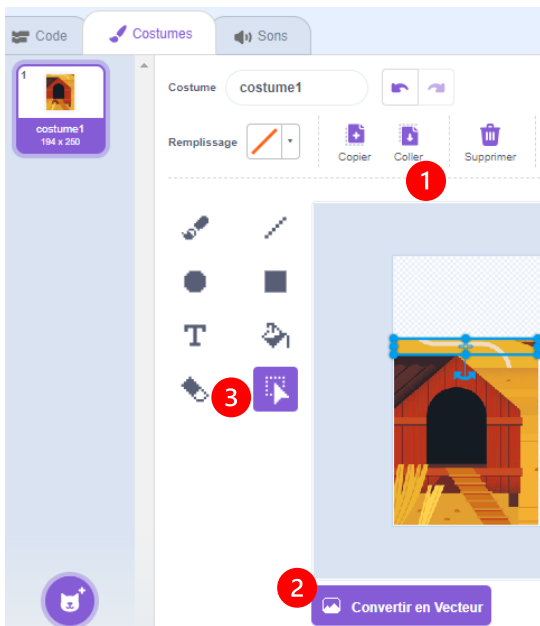 Code Costumes Sons
1
costume1
194 x 250
Costume costume1
Remplissage
Copier Coller Supprimer
1
T
3
2
Convertir en Vecteur